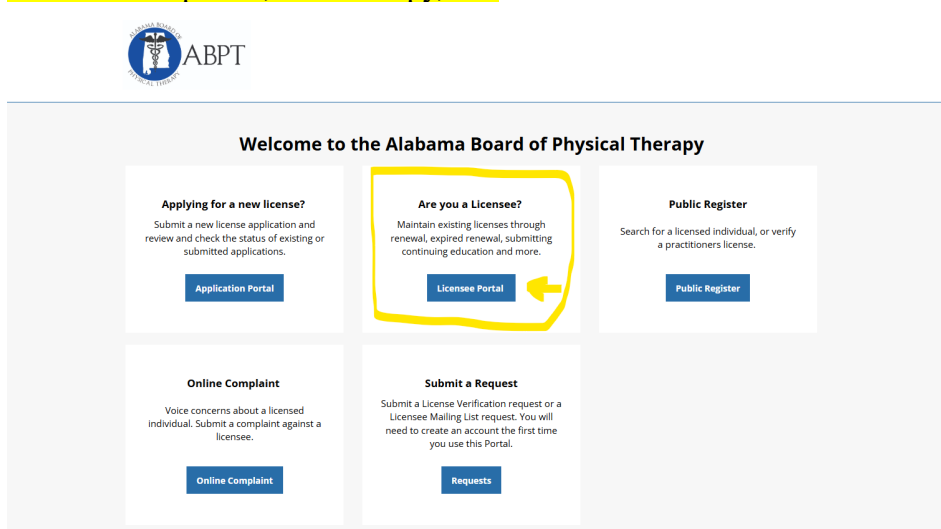 ALABAMA BOARD OF
PHYSICAL THERAPY
ABPT
Welcome to the Alabama Board of Physical Therapy
Applying for a new license?
Submit a new license application and
review and check the status of existing or
submitted applications.
Application Portal
Are you a Licensee?
Maintain existing licenses through
renewal, expired renewal, submitting
continuing education and more.
Licensee Portal
Public Register
Search for a licensed individual, or verify
a practitioners license.
Public Register
Online Complaint
Voice concerns about a licensed
individual. Submit a complaint against a
licensee.
Online Complaint
Submit a Request
Submit a License Verification request or a
Licensee Mailing List request. You will
need to create an account the first time
you use this Portal.
Requests